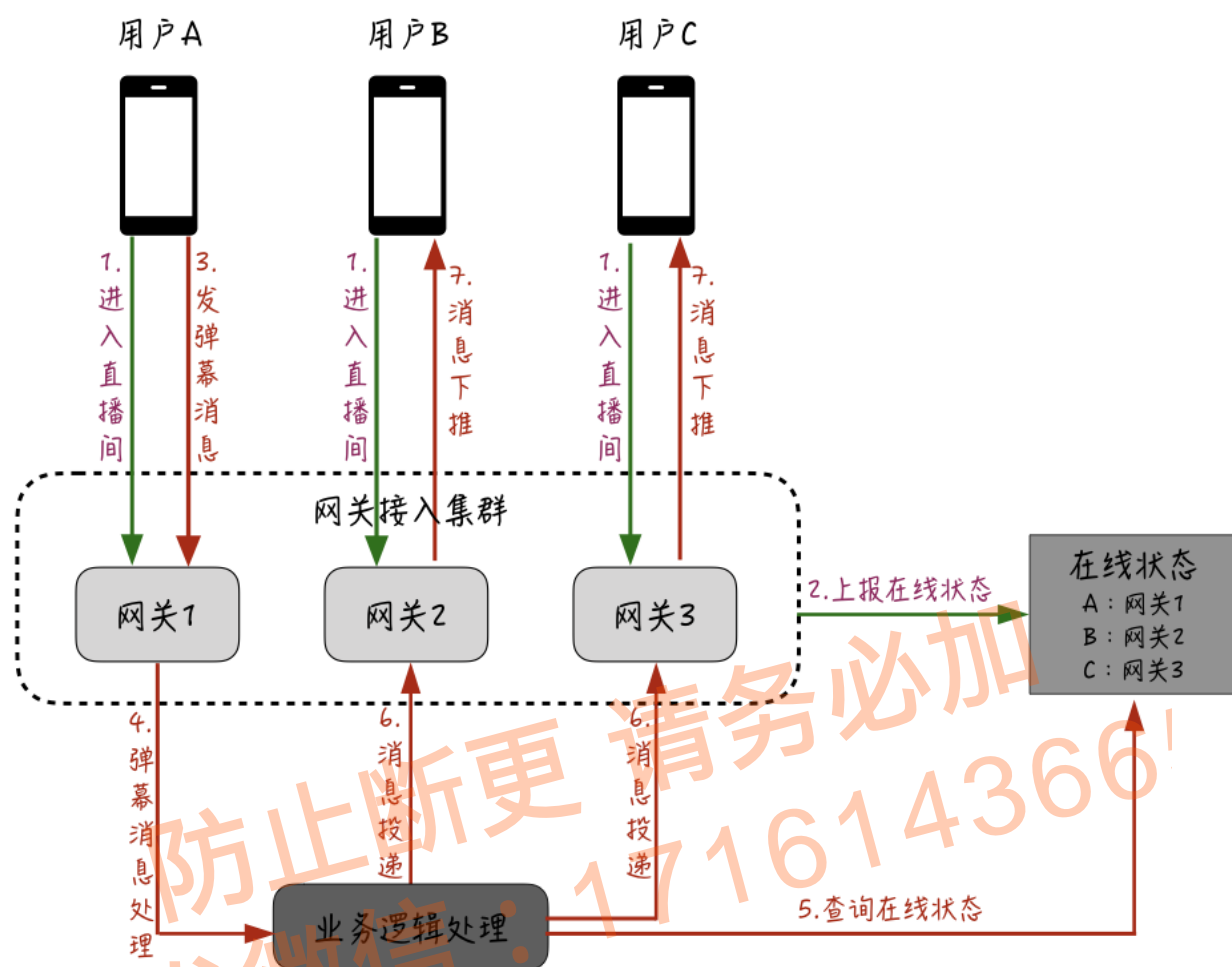 用户A
用户B
用户C
1.进入直播间
3.发弹幕消息
1.进入直播间
7.消息下推
1.进入直播间
7.消息下推
网关接入集群
网关1
网关2
网关3
2.上报在线状态
在线状态
A：网关1
B：网关2
C：网关3
4.弹幕消息处理
6.消息投递
6.消息投递
业务逻辑处理
5.查询在线状态
防止断更 请务必加
微信：171614366